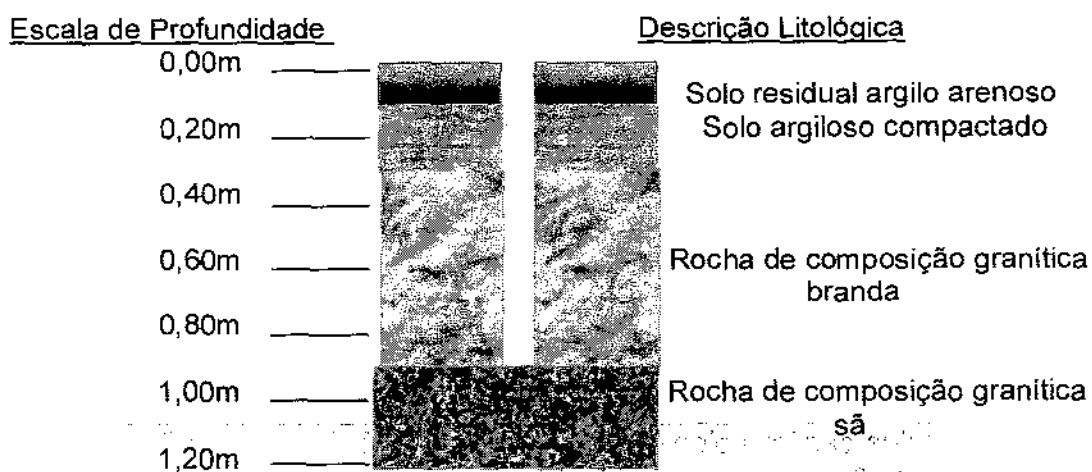 Escala de Profundidade
Descrição Litológica
0,00m
Solo residual argilo arenoso
Solo argiloso compactado
0,20m
0,40m
0,60m
Rocha de composição granítica
branda
0,80m
1,00m
Rocha de composição granítica
sã
1,20m